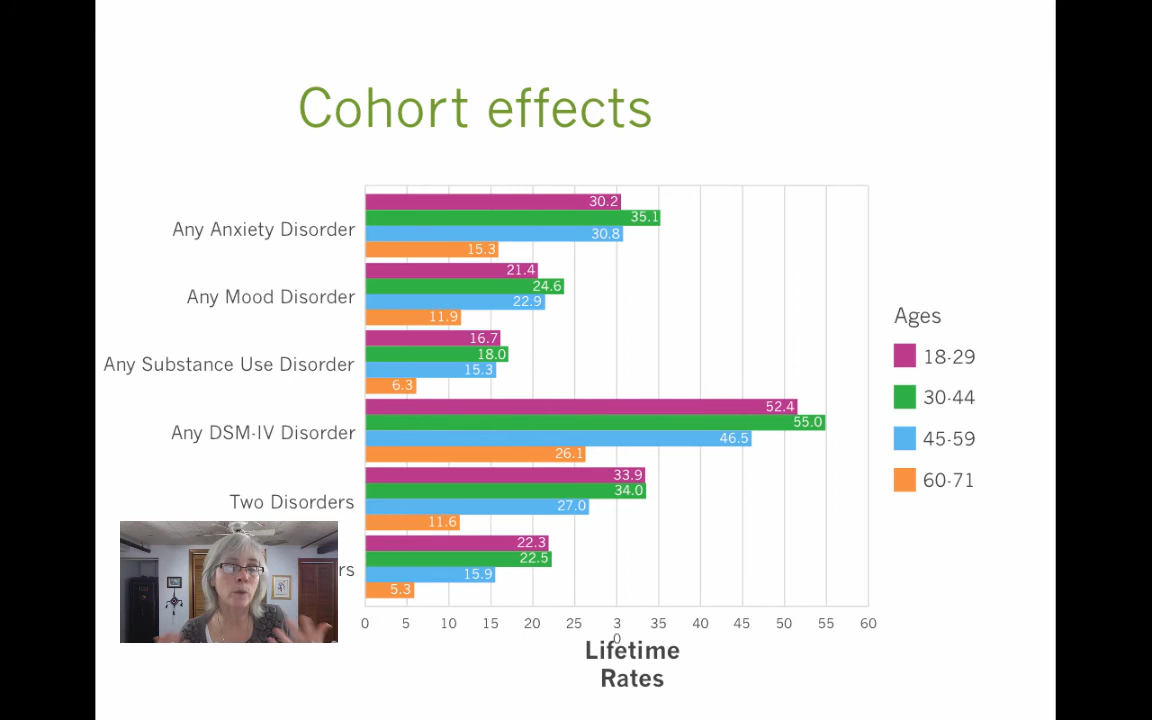 Cohort effects
Any Anxiety Disorder
30.2
35.1
30.8
15.3
Any Mood Disorder
21.4
24.6
22.9
11.9
Any Substance Use Disorder
16.7
18.0
15.3
6.3
Any DSM-IV Disorder
52.4
55.0
46.5
26.1
Two Disorders
33.9
34.0
27.0
11.6
rs
22.3
22.5
15.9
5.3
0 5 10 15 20 25 3 35 40 45 50 55 60
0
Lifetime
Rates
Ages
18-29
30-44
45-59
60-71